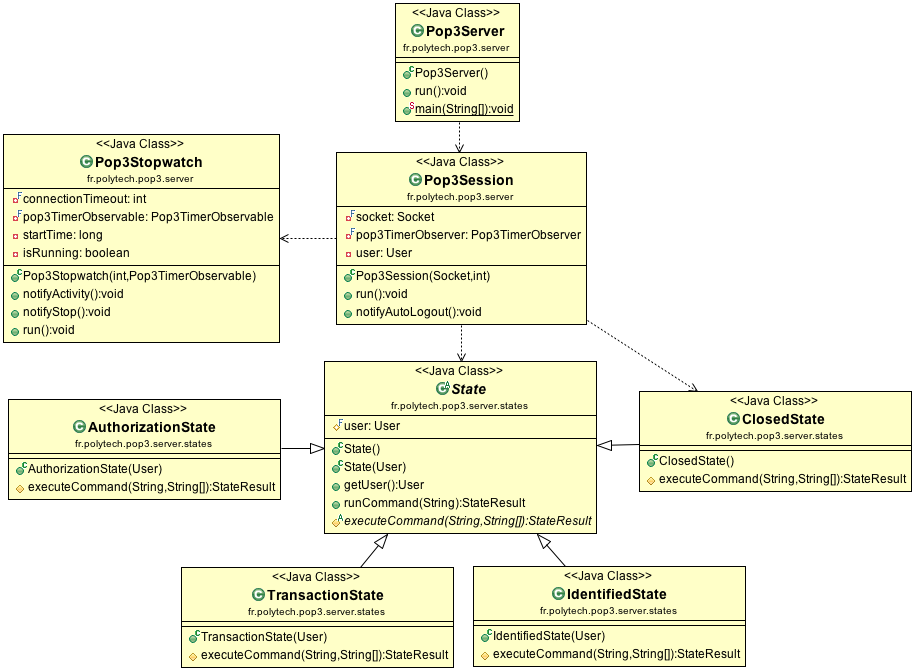 <<Java Class>>
Pop3Server
fr.polytech.pop3.server
Pop3Server()
run():void
main(String[]):void
<<Java Class>>
Pop3Stopwatch
fr.polytech.pop3.server
connectionTimeout: int
pop3TimerObservable: Pop3TimerObservable
startTime: long
isRunning: boolean
Pop3Stopwatch(int,Pop3TimerObservable)
notifyActivity():void
notifyStop():void
run():void
<<Java Class>>
Pop3Session
fr.polytech.pop3.server
socket: Socket
pop3TimerObserver: Pop3TimerObserver
user: User
Pop3Session(Socket,int)
run():void
notifyAutoLogout():void
<<Java Class>>
State
fr.polytech.pop3.server.states
user: User
State()
State(User)
getUser():User
runCommand(String):StateResult
executeCommand(String,String[]):StateResult
<<Java Class>>
AuthorizationState
fr.polytech.pop3.server.states
AuthorizationState(User)
executeCommand(String,String[]):StateResult
<<Java Class>>
ClosedState
fr.polytech.pop3.server.states
ClosedState()
executeCommand(String,String[]):StateResult
<<Java Class>>
TransactionState
fr.polytech.pop3.server.states
TransactionState(User)
executeCommand(String,String[]):StateResult
<<Java Class>>
IdentifiedState
fr.polytech.pop3.server.states
IdentifiedState(User)
executeCommand(String,String[]):StateResult